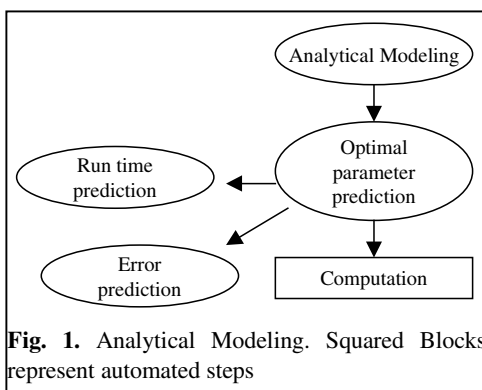 Analytical Modeling
Optimal
parameter
prediction
Run time
prediction
Error
prediction
Computation
Fig. 1. Analytical Modeling. Squared Blocks
represent automated steps